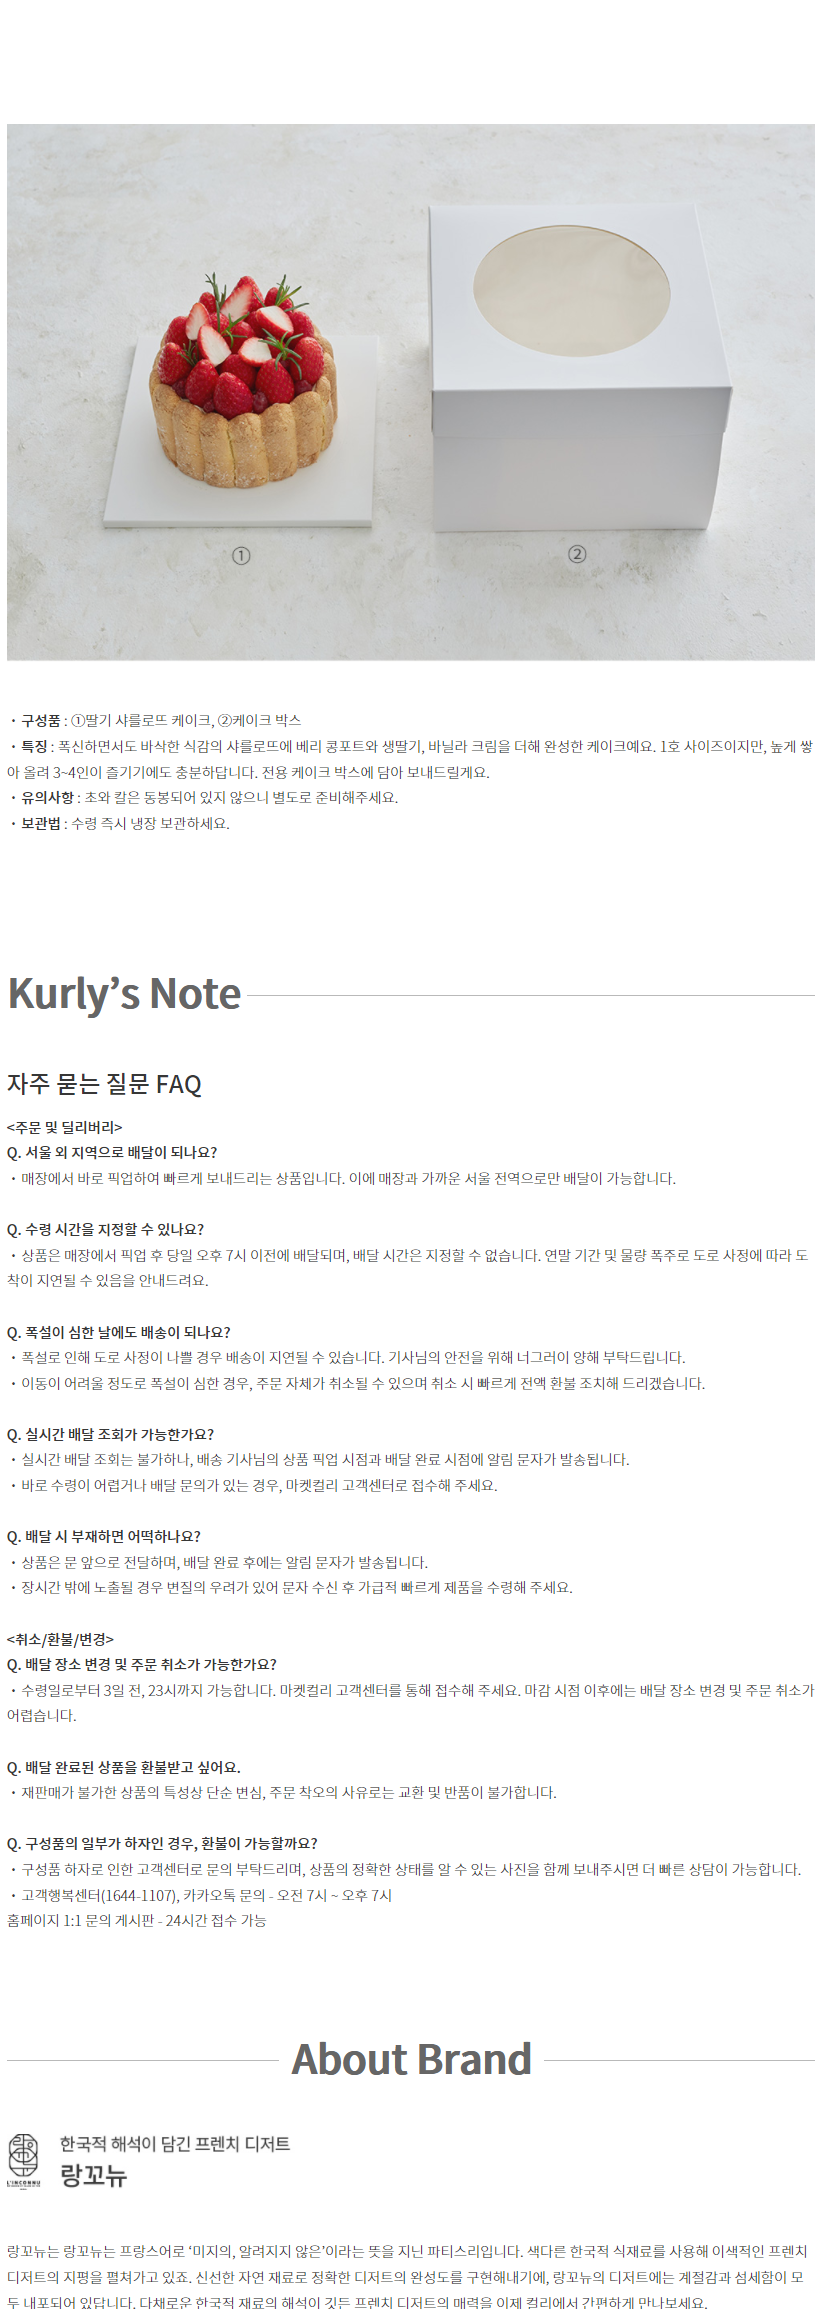 ①
②
・구성품 : ①딸기 샤를로뜨 케이크, ②케이크 박스
・특징 : 폭신하면서도 바삭한 식감의 샤를로뜨에 베리 콩포트와 생딸기, 바닐라 크림을 더해 완성한 케이크예요. 1호 사이즈이지만, 높게 쌓
아 올려 3~4인이 즐기기에도 충분하답니다. 전용 케이크 박스에 담아 보내드릴게요.
・유의사항 : 초와 칼은 동봉되어 있지 않으니 별도로 준비해주세요.
・보관법 : 수령 즉시 냉장 보관하세요.
Kurly’s Note
자주 묻는 질문 FAQ
<주문 및 딜리버리>
Q. 서울 외 지역으로 배달이 되나요?
・매장에서 바로 픽업하여 빠르게 보내드리는 상품입니다. 이에 매장과 가까운 서울 전역으로만 배달이 가능합니다.
Q. 수령 시간을 지정할 수 있나요?
・상품은 매장에서 픽업 후 당일 오후 7시 이전에 배달되며, 배달 시간은 지정할 수 없습니다. 연말 기간 및 물량 폭주로 도로 사정에 따라 도
착이 지연될 수 있음을 안내드려요.
Q. 폭설이 심한 날에도 배송이 되나요?
・폭설로 인해 도로 사정이 나쁠 경우 배송이 지연될 수 있습니다. 기사님의 안전을 위해 너그러이 양해 부탁드립니다.
・이동이 어려울 정도로 폭설이 심한 경우, 주문 자체가 취소될 수 있으며 취소 시 빠르게 전액 환불 조치해 드리겠습니다.
Q. 실시간 배달 조회가 가능한가요?
・실시간 배달 조회는 불가하나, 배송 기사님의 상품 픽업 시점과 배달 완료 시점에 알림 문자가 발송됩니다.
・바로 수령이 어렵거나 배달 문의가 있는 경우, 마켓컬리 고객센터로 접수해 주세요.
Q. 배달 시 부재하면 어떡하나요?
・상품은 문 앞으로 전달하며, 배달 완료 후에는 알림 문자가 발송됩니다.
・장시간 밖에 노출될 경우 변질의 우려가 있어 문자 수신 후 가급적 빠르게 제품을 수령해 주세요.
<취소/환불/변경>
Q. 배달 장소 변경 및 주문 취소가 가능한가요?
・수령일로부터 3일 전, 23시까지 가능합니다. 마켓컬리 고객센터를 통해 접수해 주세요. 마감 시점 이후에는 배달 장소 변경 및 주문 취소가
어렵습니다.
Q. 배달 완료된 상품을 환불받고 싶어요.
・재판매가 불가한 상품의 특성상 단순 변심, 주문 착오의 사유로는 교환 및 반품이 불가합니다.
Q. 구성품의 일부가 하자인 경우, 환불이 가능할까요?
・구성품 하자로 인한 고객센터로 문의 부탁드리며, 상품의 정확한 상태를 알 수 있는 사진을 함께 보내주시면 더 빠른 상담이 가능합니다.
・고객행복센터(1644-1107), 카카오톡 문의 - 오전 7시 ~ 오후 7시
홈페이지 1:1 문의 게시판 - 24시간 접수 가능
About Brand
한국적 해석이 담긴 프렌치 디저트
L'INCONNU
랑꼬뉴
랑꼬뉴는 랑꼬뉴는 프랑스어로 ‘미지의, 알려지지 않은’이라는 뜻을 지닌 파티스리입니다. 색다른 한국적 식재료를 사용해 이색적인 프렌치
디저트의 지평을 펼쳐가고 있죠. 신선한 자연 재료로 정확한 디저트의 완성도를 구현해내기에, 랑꼬뉴의 디저트에는 계절감과 섬세함이 모
두 내포되어 있답니다. 다채로운 한국적 재료의 해석이 깃든 프렌치 디저트의 매력을 이제 컬리에서 간편하게 만나보세요.